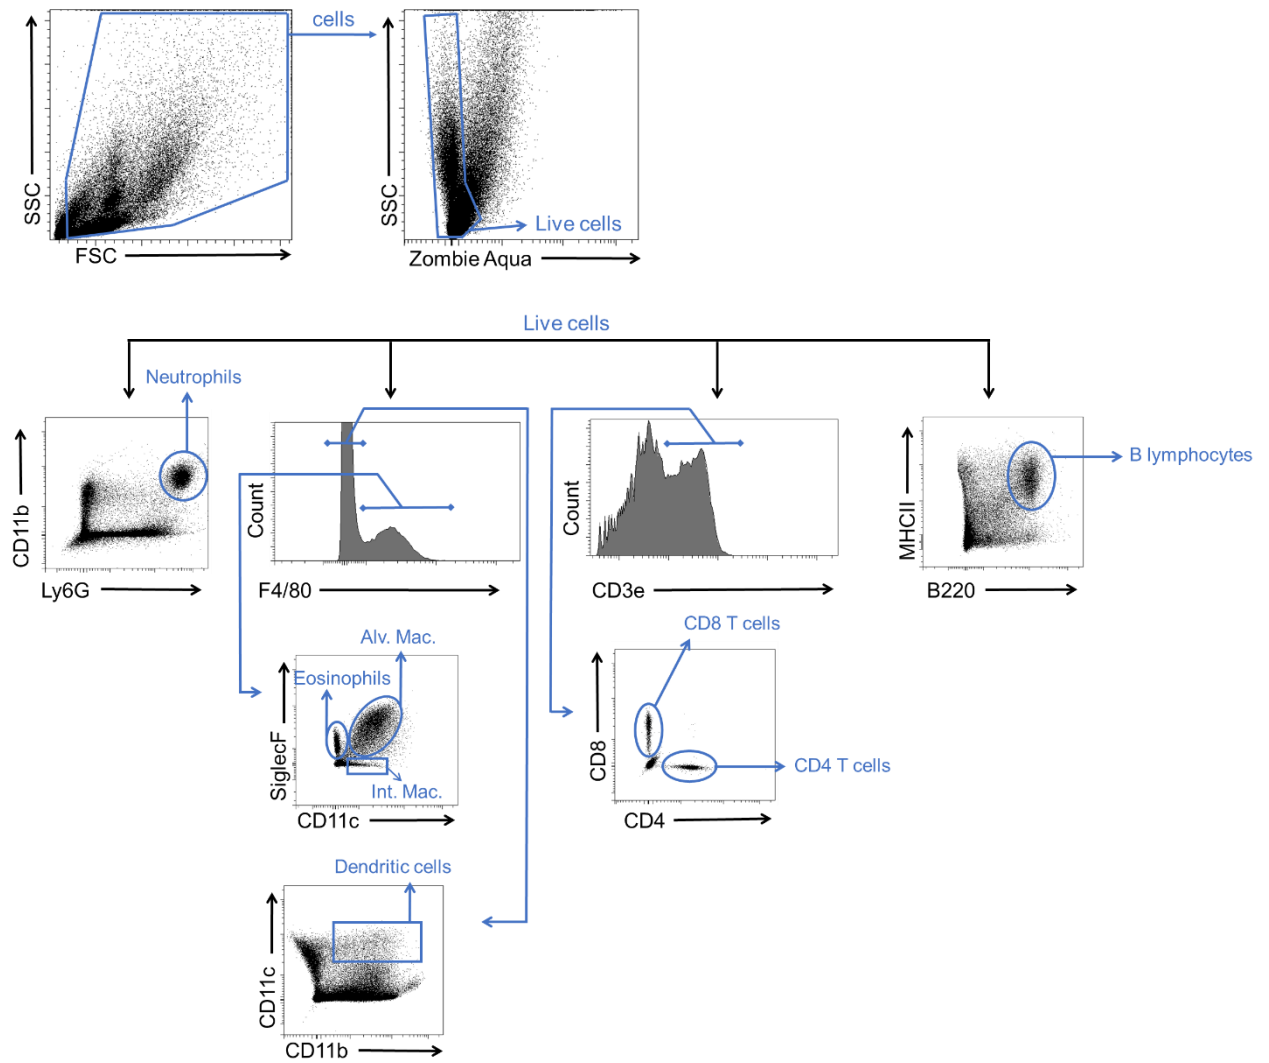 cells
SSC
FSC
SSC
Zombie Aqua
Live cells
Live cells
Neutrophils
CD11b
Ly6G
Count
F4/80
Count
CD3e
MHCII
B220
B lymphocytes
Alv. Mac.
Eosinophils
SiglecF
Int. Mac.
CD11c
CD8 T cells
CD8
CD4 T cells
CD4
Dendritic cells
CD11c
CD11b